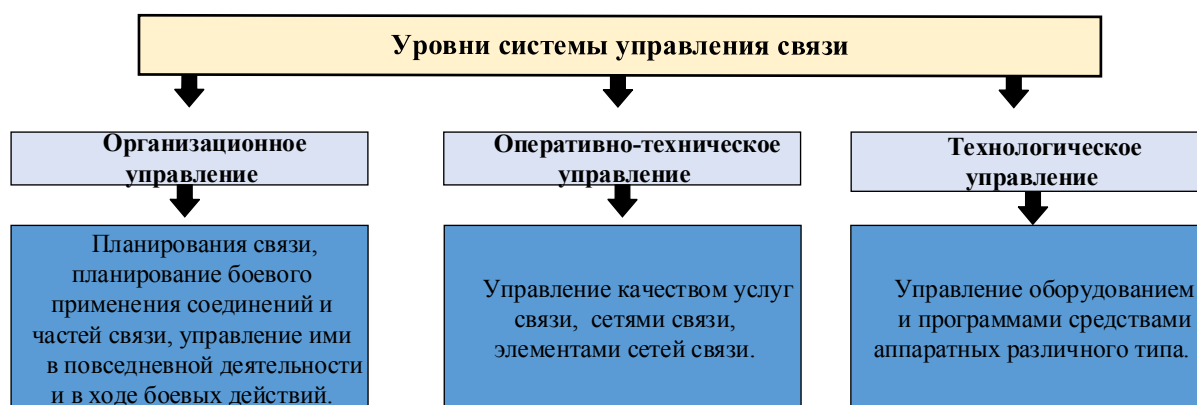 Уровни системы управления связи
Организационное
управление
Оперативно-техническое
управление
Технологическое
управление
Планирования связи,
планирование боевого
применения соединений и
частей связи, управление ими
в повседневной деятельности
и в ходе боевых действий.
Управление качеством услуг
связи, сетями связи,
элементами сетей связи.
Управление оборудованием
и программами средствами
аппаратных различного типа.